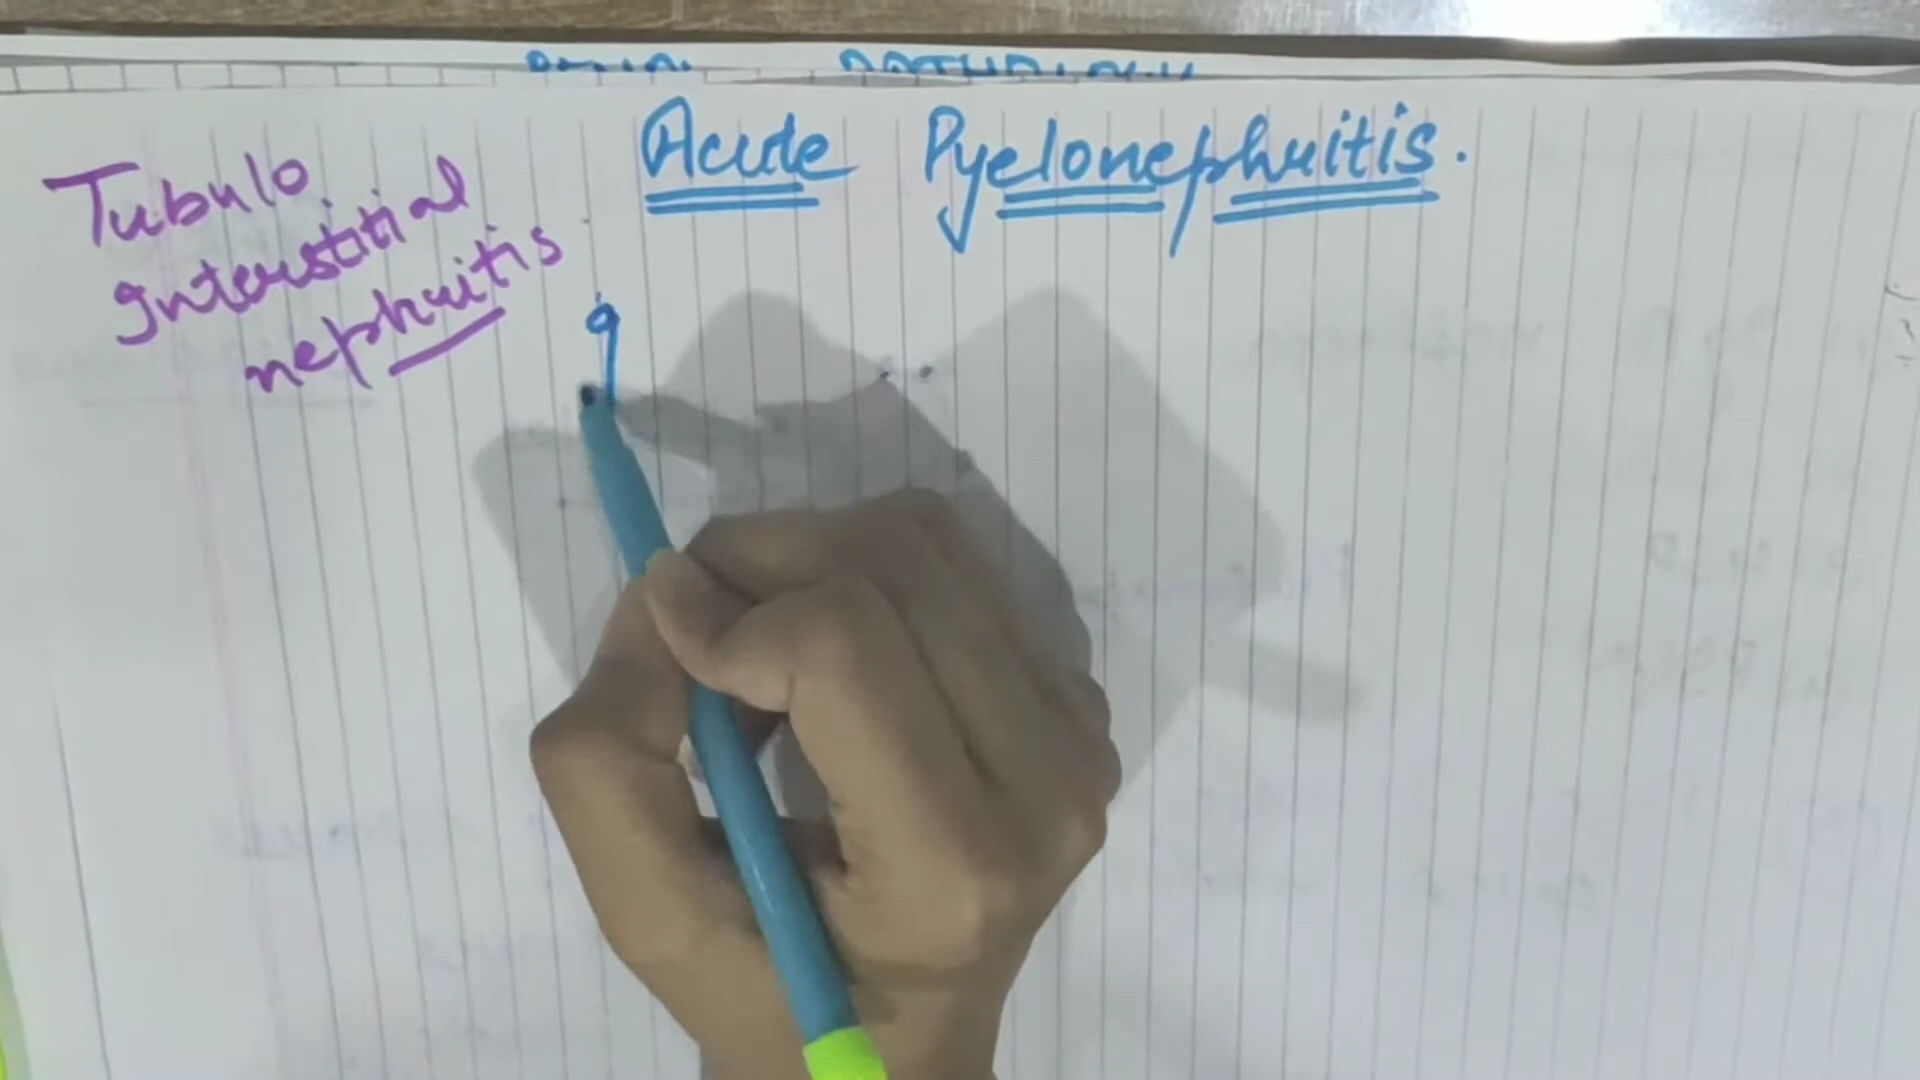 Acute Pyelonephritis.
Tubulo
Interstitial
nephritis